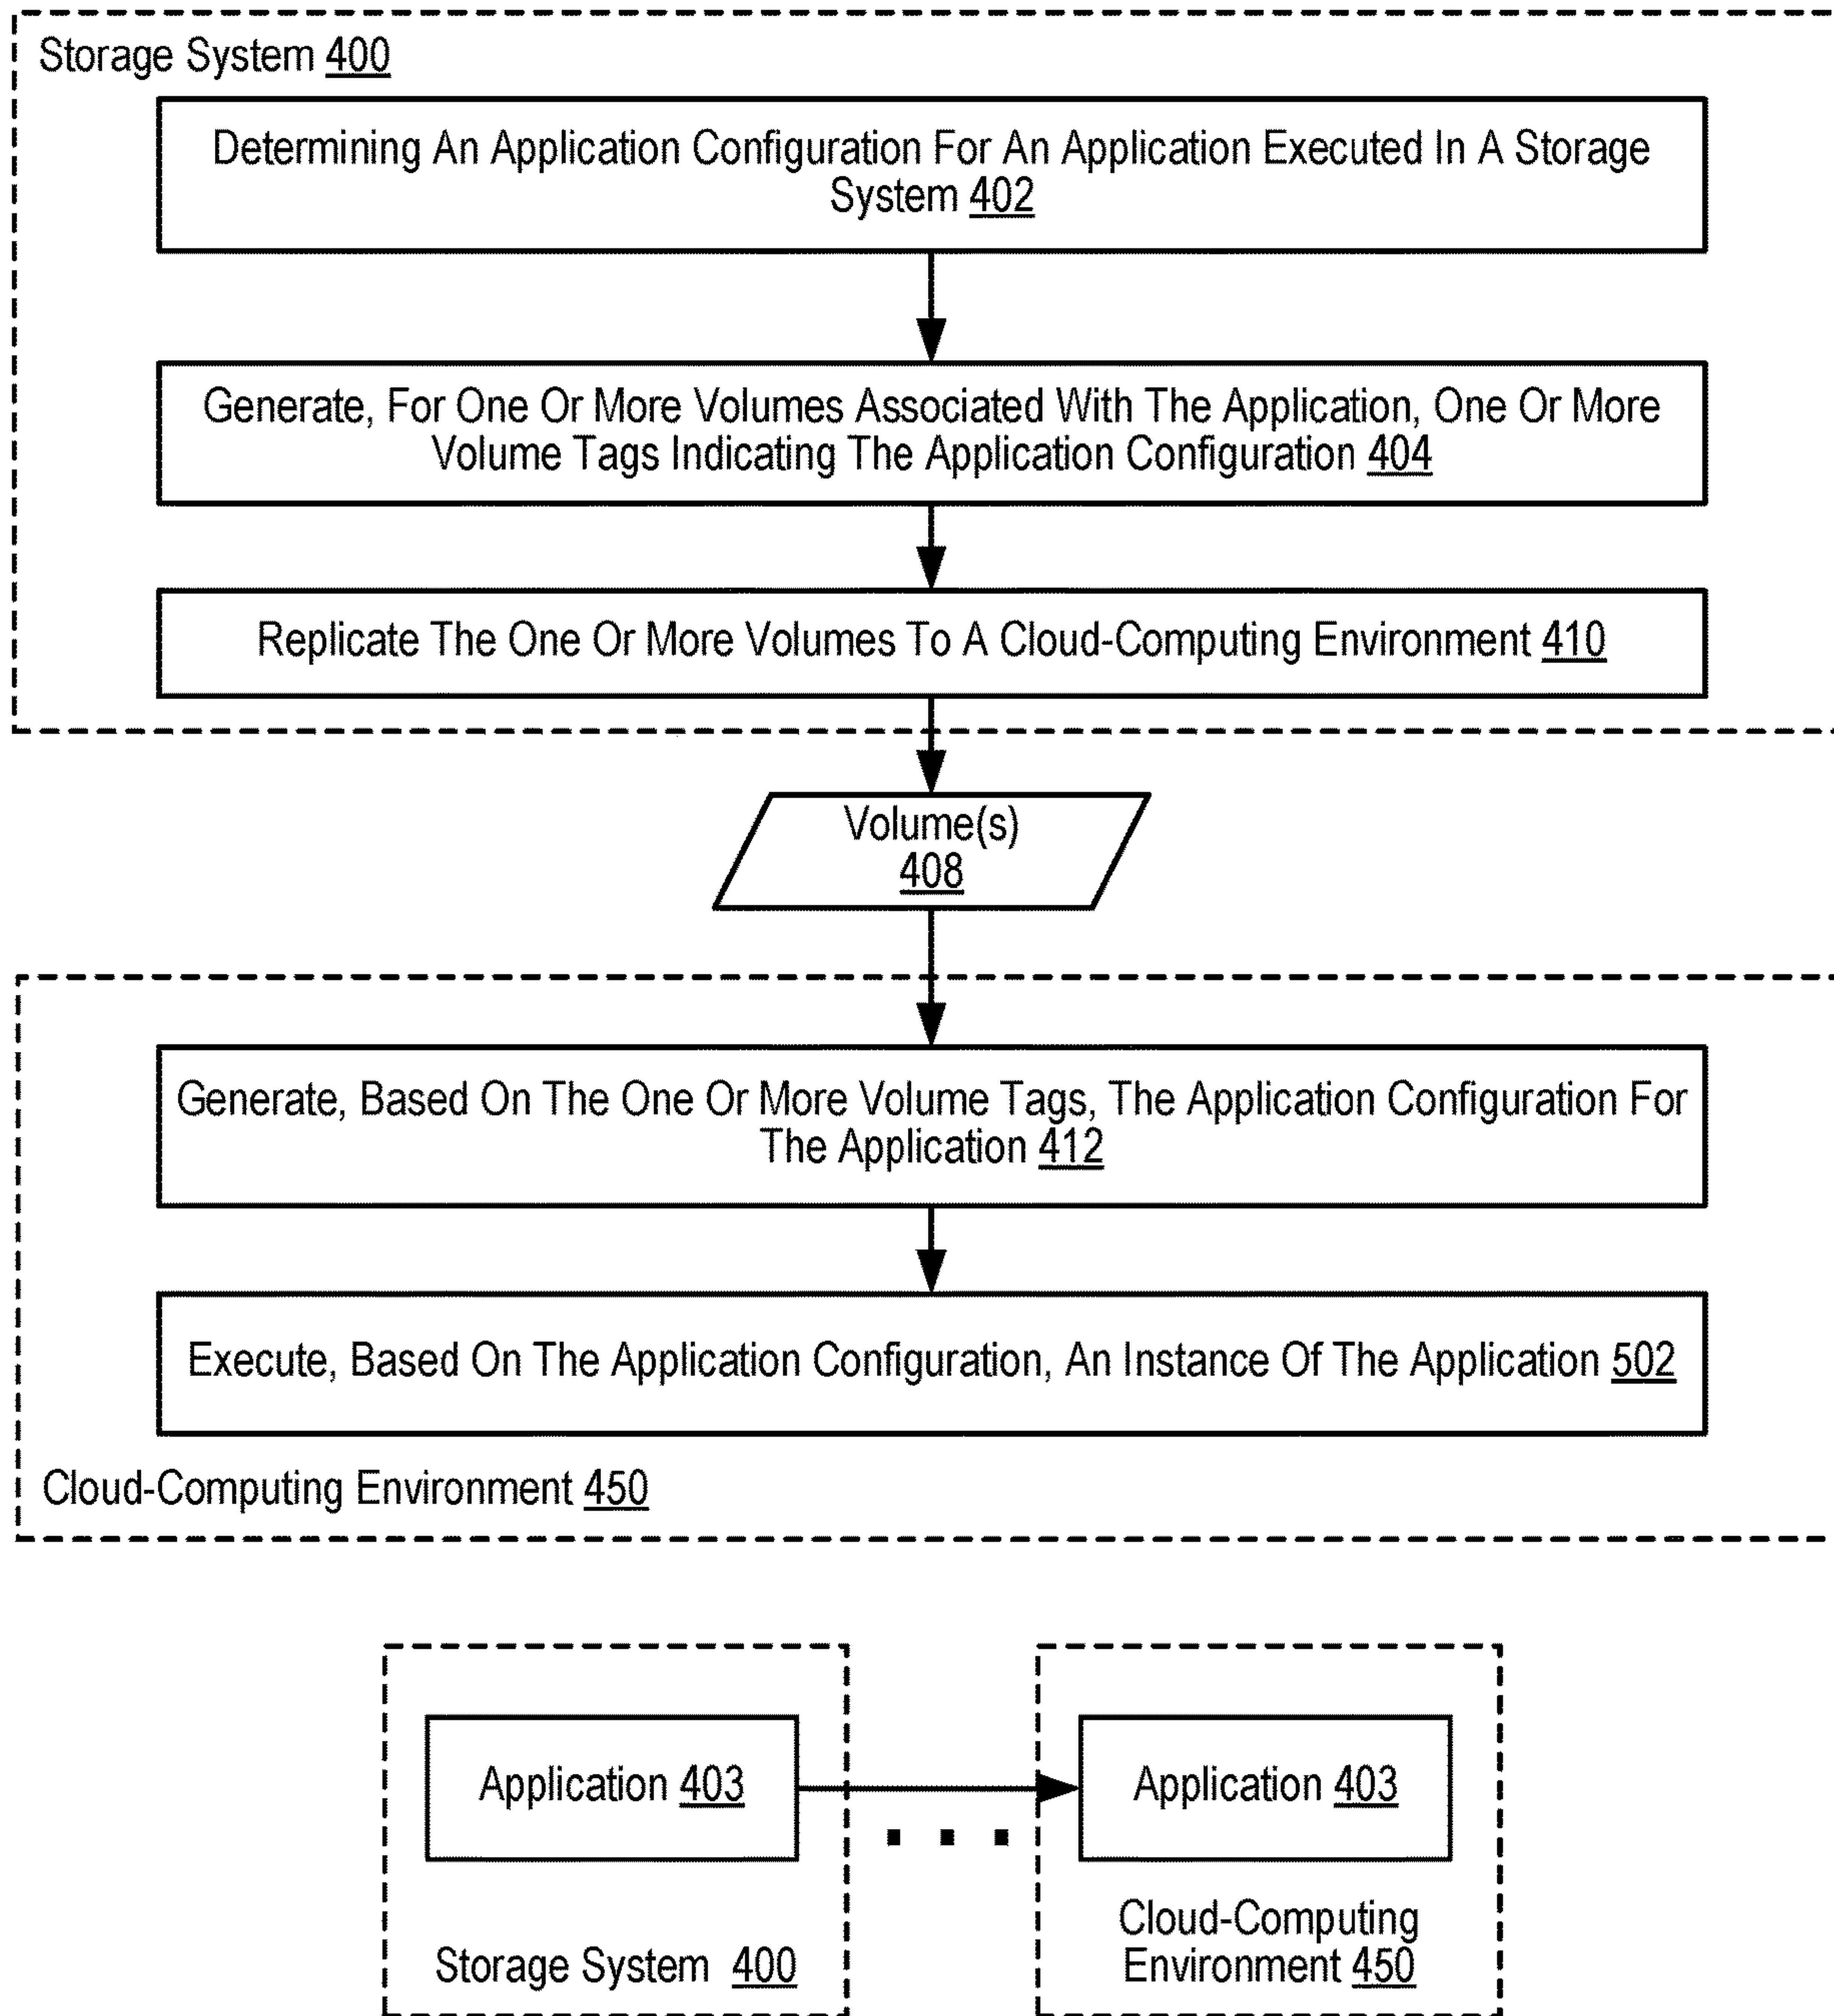 Storage System 400
Determining An Application Configuration For An Application Executed In A Storage
System 402
Generate, For One Or More Volumes Associated With The Application, One Or More
Volume Tags Indicating The Application Configuration 404
Replicate The One Or More Volumes To A Cloud-Computing Environment 410
Volume(s)
408
Generate, Based On The One Or More Volume Tags, The Application Configuration For
The Application 412
Execute, Based On The Application Configuration, An Instance Of The Application 502
Cloud-Computing Environment 450
Application 403
Storage System 400
Application 403
Cloud-Computing
Environment 450